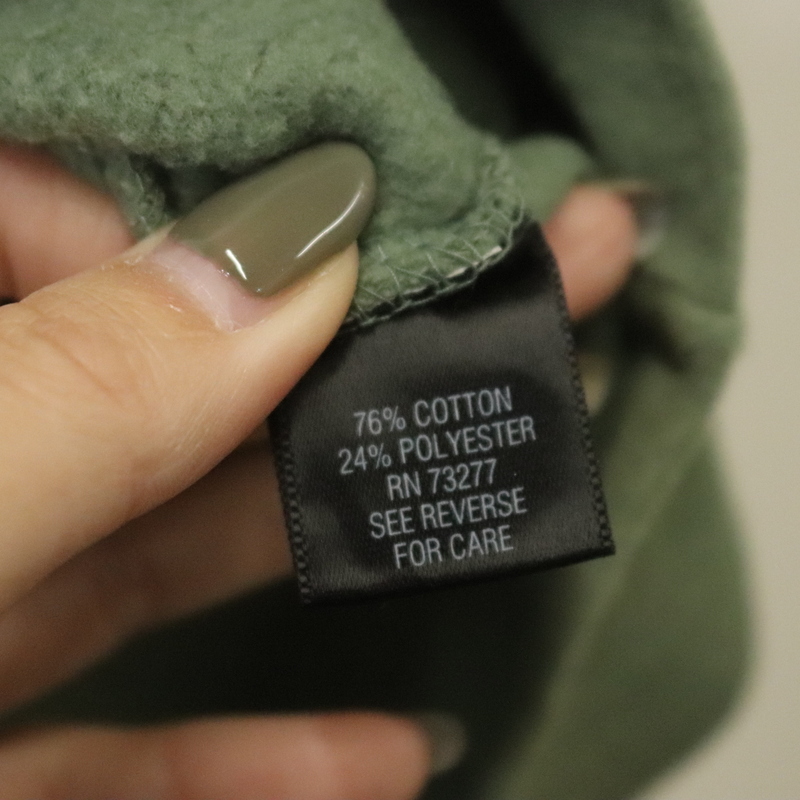 76% COTTON
24% POLYESTER
RN 73277
SEE REVERSE
FOR CARE